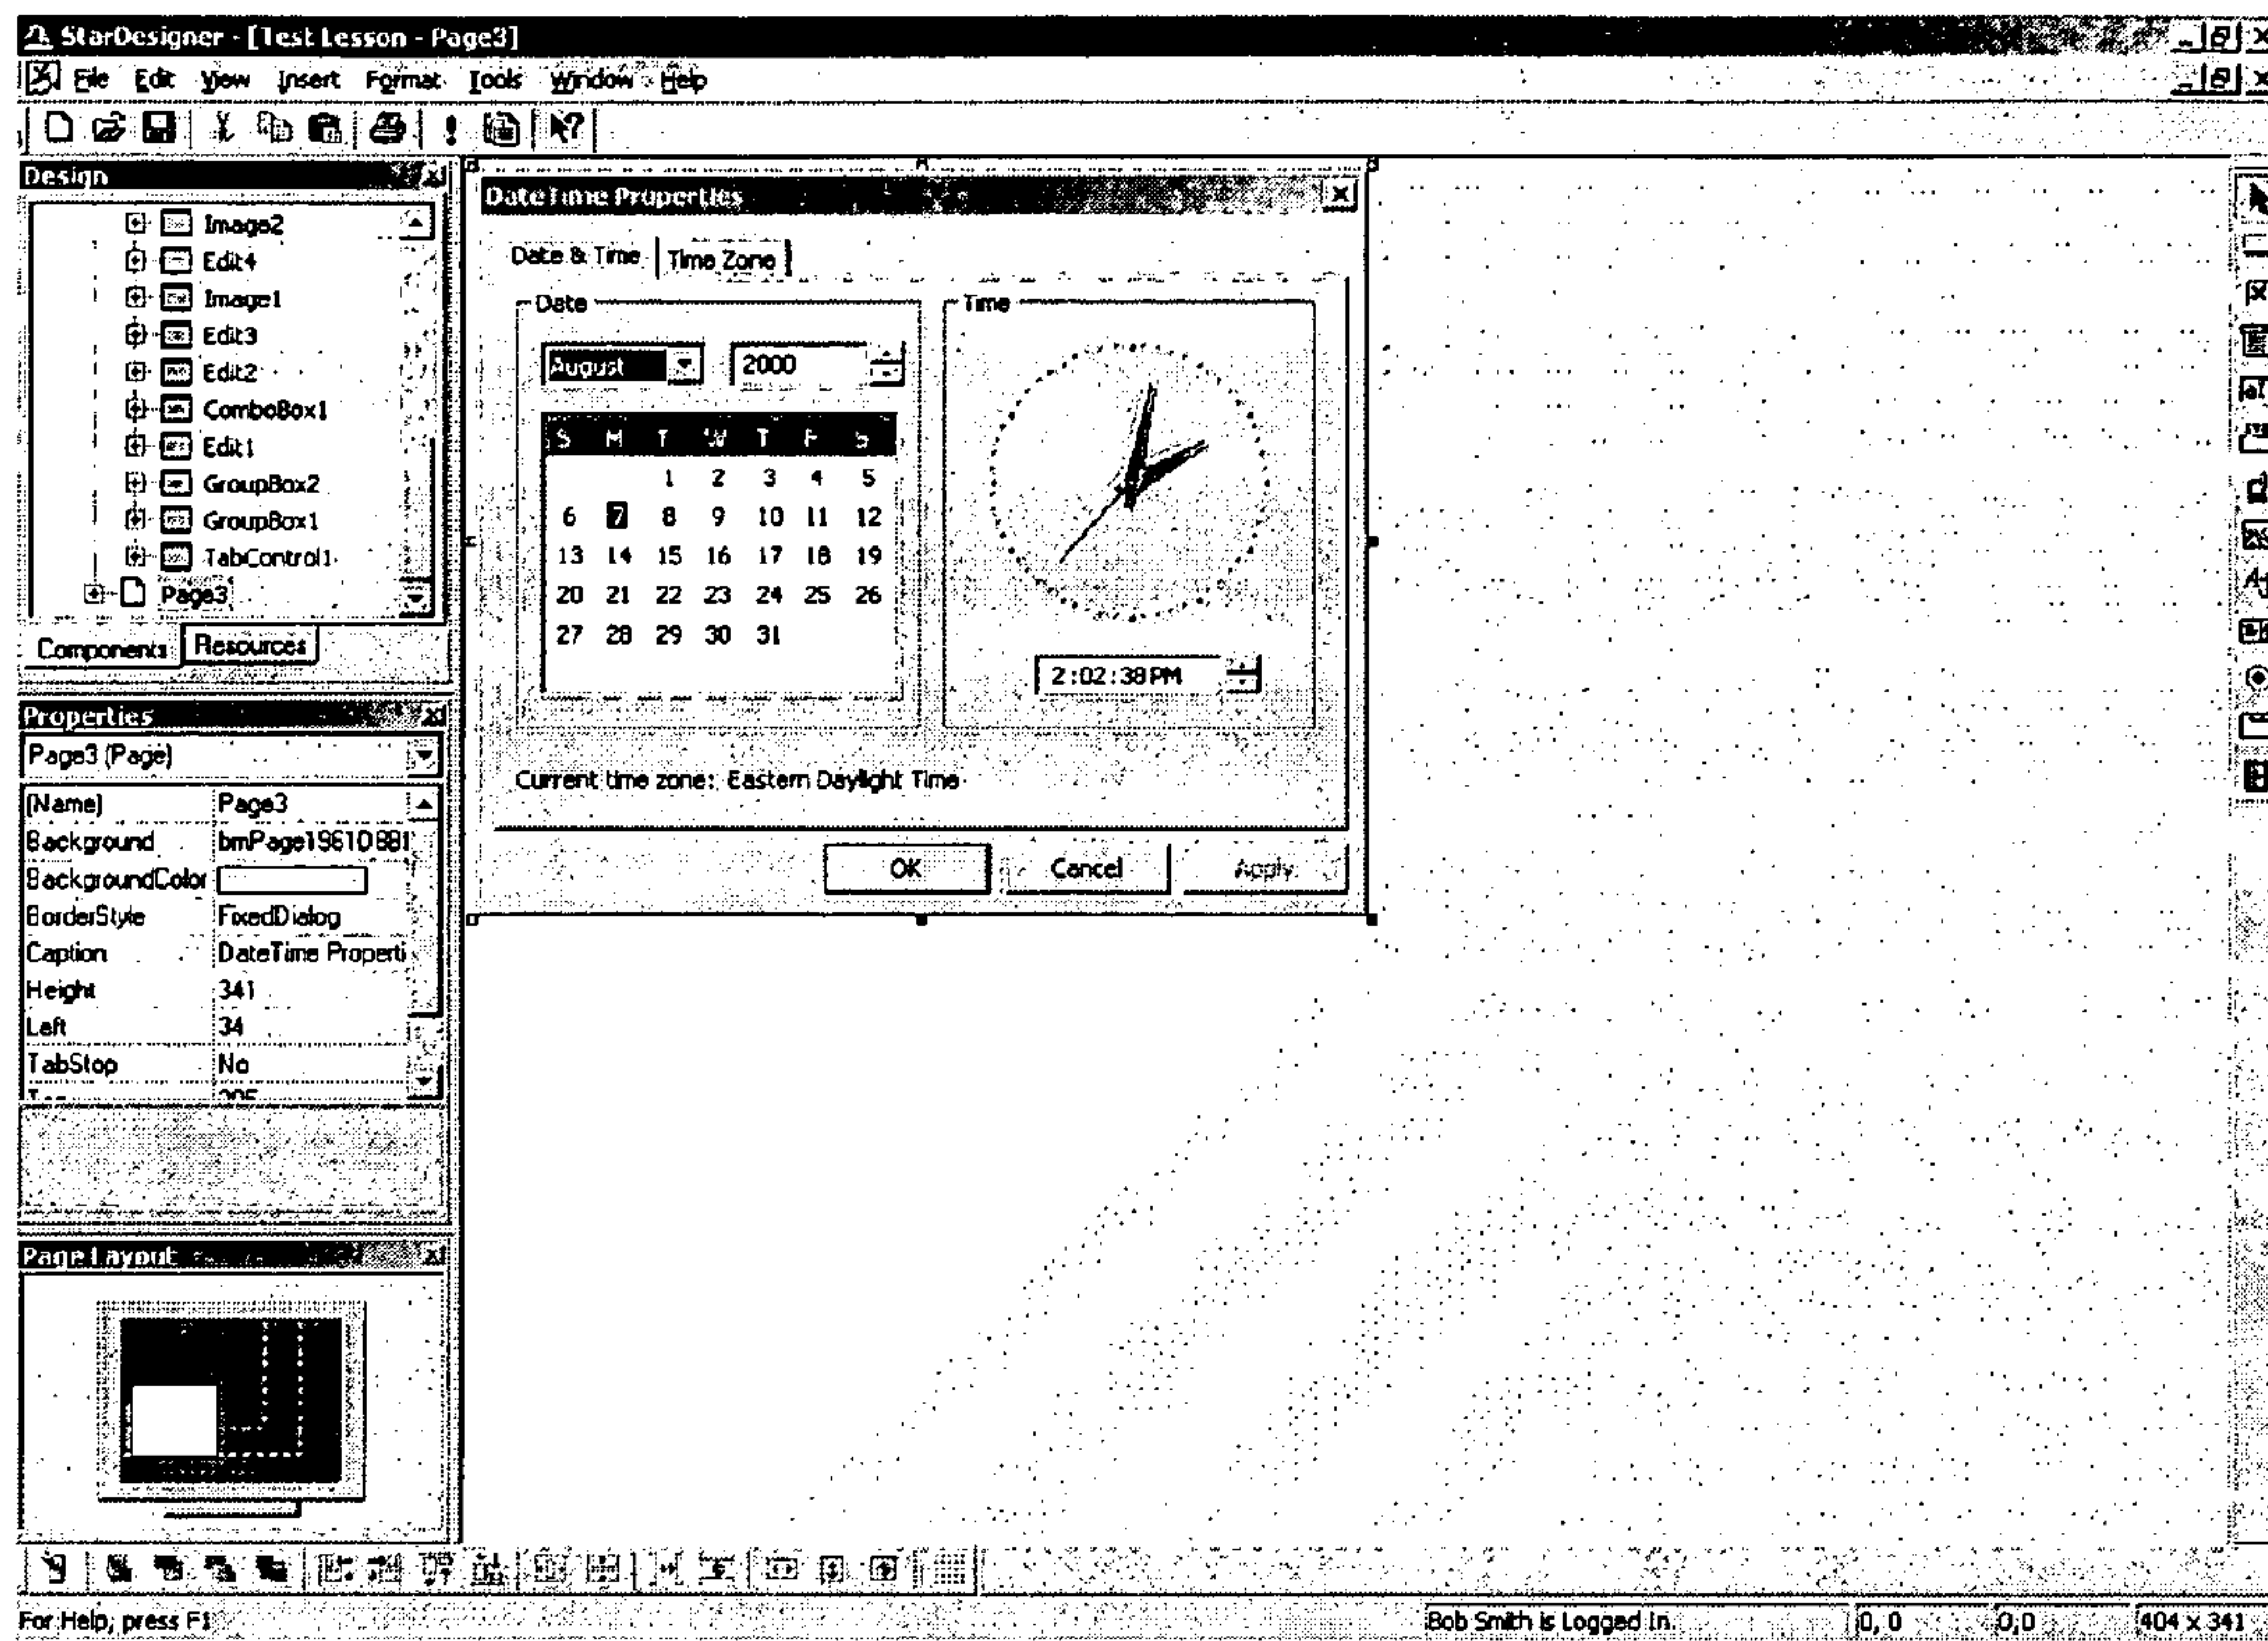 StarDesigner - [Test Lesson - Page3]
File Edit View Insert Format Tools Window Help
Design
Image2
Edit4
Image1
Edit3
Edit2
ComboBox1
Edit1
GroupBox2
GroupBox1
TabControl1
Page3
Components Resources
Properties
Page3 (Page)
(Name) Page3
Background bmPage19610881
BackgroundColor
BorderStyle FixedDialog
Caption DateTime Properti
Height 341
Left 34
TabStop No
Page Layout
DateTime Properties
Date & Time Time Zone
Date
August 2000
S M T W T F S
1 2 3 4 5
6 7 8 9 10 11 12
13 14 15 16 17 18 19
20 21 22 23 24 25 26
27 28 29 30 31
Time
2:02:38 PM
Current time zone: Eastern Daylight Time
OK Cancel Apply
For Help, press F1 Bob Smith is Logged In. 0, 0 0,0 404 x 341